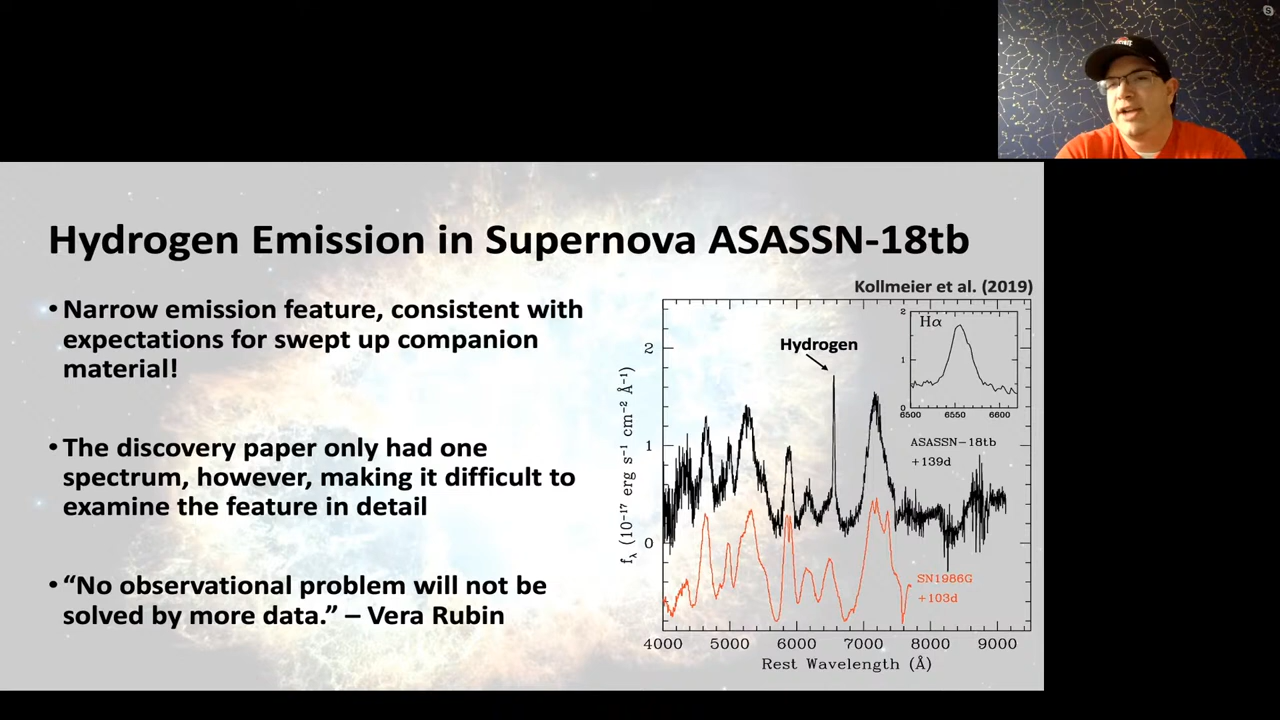 Hydrogen Emission in Supernova ASASSN-18tb
• Narrow emission feature, consistent with
expectations for swept up companion
material!
• The discovery paper only had one
spectrum, however, making it difficult to
examine the feature in detail
• “No observational problem will not be
solved by more data.” – Vera Rubin
Kollmeier et al. (2019)
Hydrogen
Hα
2
1
0
6500 6550 6600
ASASSN-18tb
+139d
SN1986G
+103d
2
1
0
fλ (10⁻¹⁷ erg s⁻¹ cm⁻² Å⁻¹)
4000 5000 6000 7000 8000 9000
Rest Wavelength (Å)